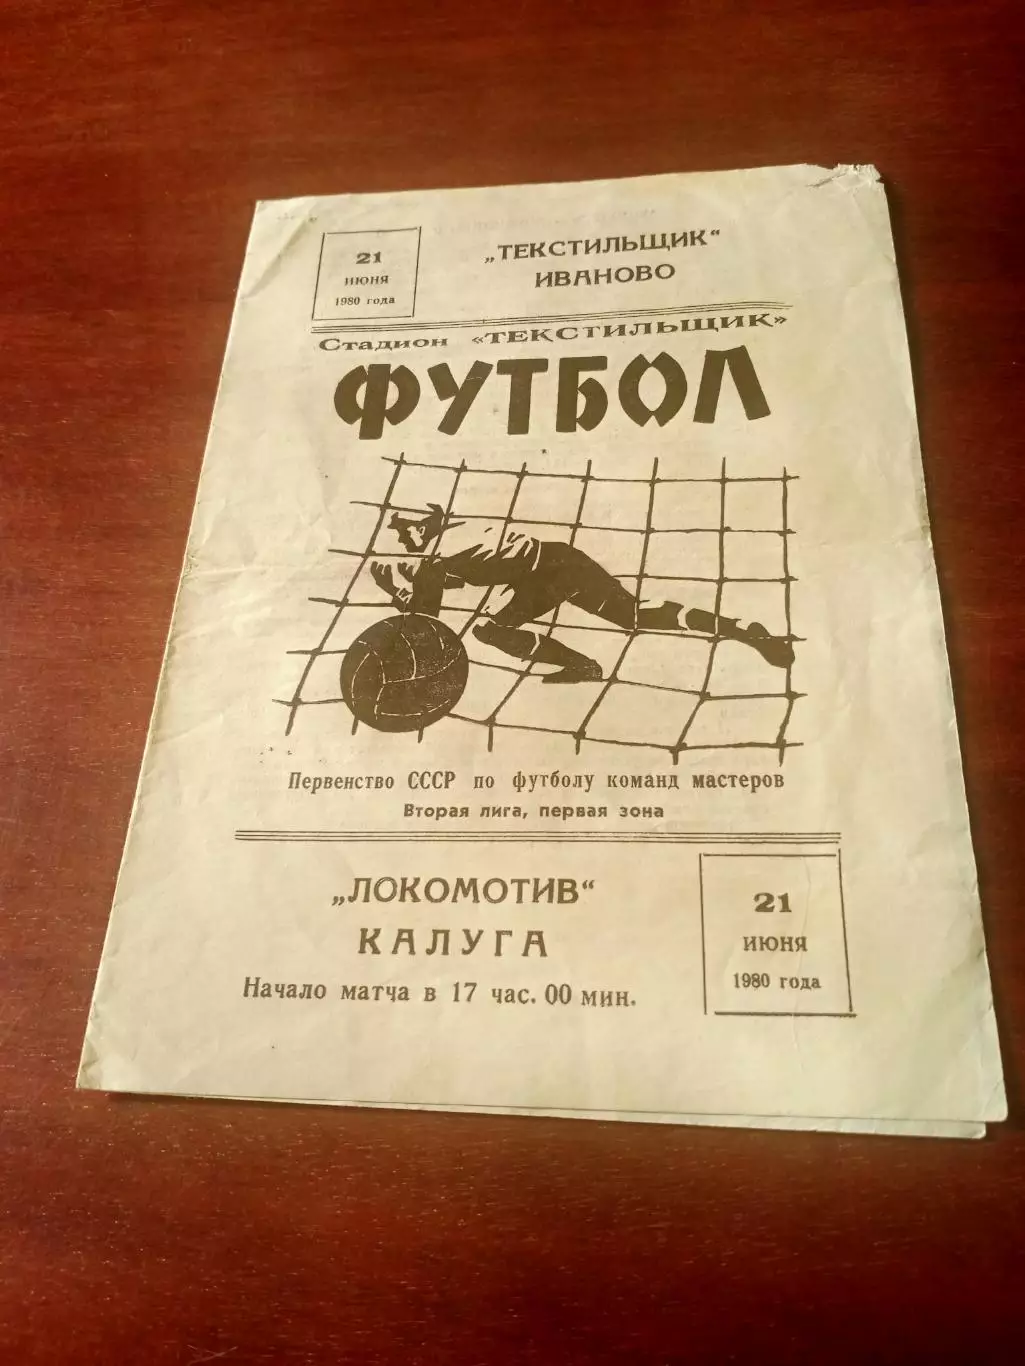 21
ИЮНЯ
1980 года
„ТЕКСТИЛЬЩИК“
ИВАНОВО
Стадион «ТЕКСТИЛЬЩИК»
ФУТБОЛ
Первенство СССР по футболу команд мастеров
Вторая лига, первая зона
„ЛОКОМОТИВ“
КАЛУГА
Начало матча в 17 час. 00 мин.
21
ИЮНЯ
1980 года